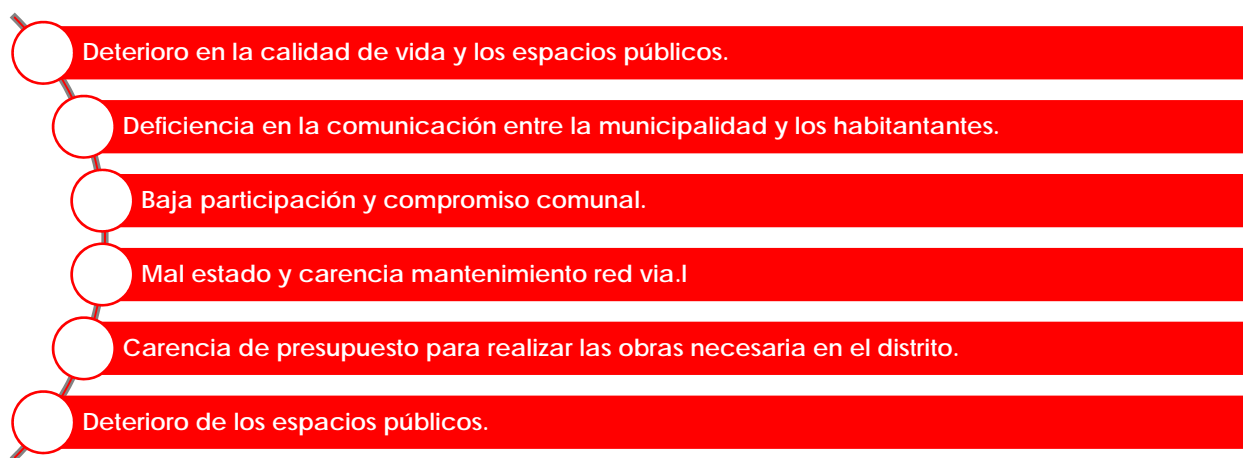 Deterioro en la calidad de vida y los espacios públicos.
Deficiencia en la comunicación entre la municipalidad y los habitantantes.
Baja participación y compromiso comunal.
Mal estado y carencia mantenimiento red via.l
Carencia de presupuesto para realizar las obras necesaria en el distrito.
Deterioro de los espacios públicos.